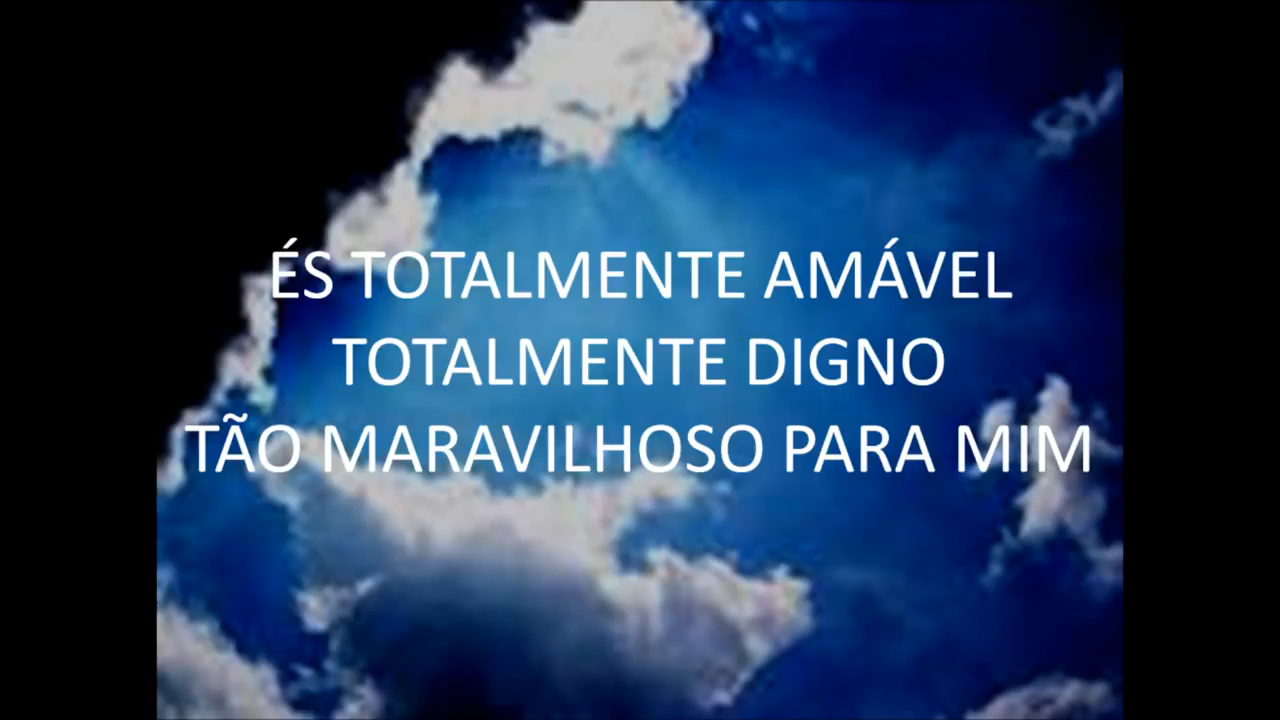 ÉS TOTALMENTE AMÁVEL
TOTALMENTE DIGNO
TÃO MARAVILHOSO PARA MIM